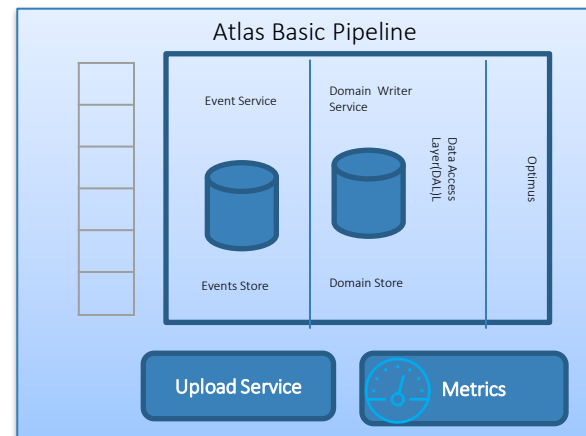 Atlas Basic Pipeline
Event Service
Domain Writer
Service
Data Access
Layer(DAL)L
Optimus
Events Store
Domain Store
Upload Service
Metrics